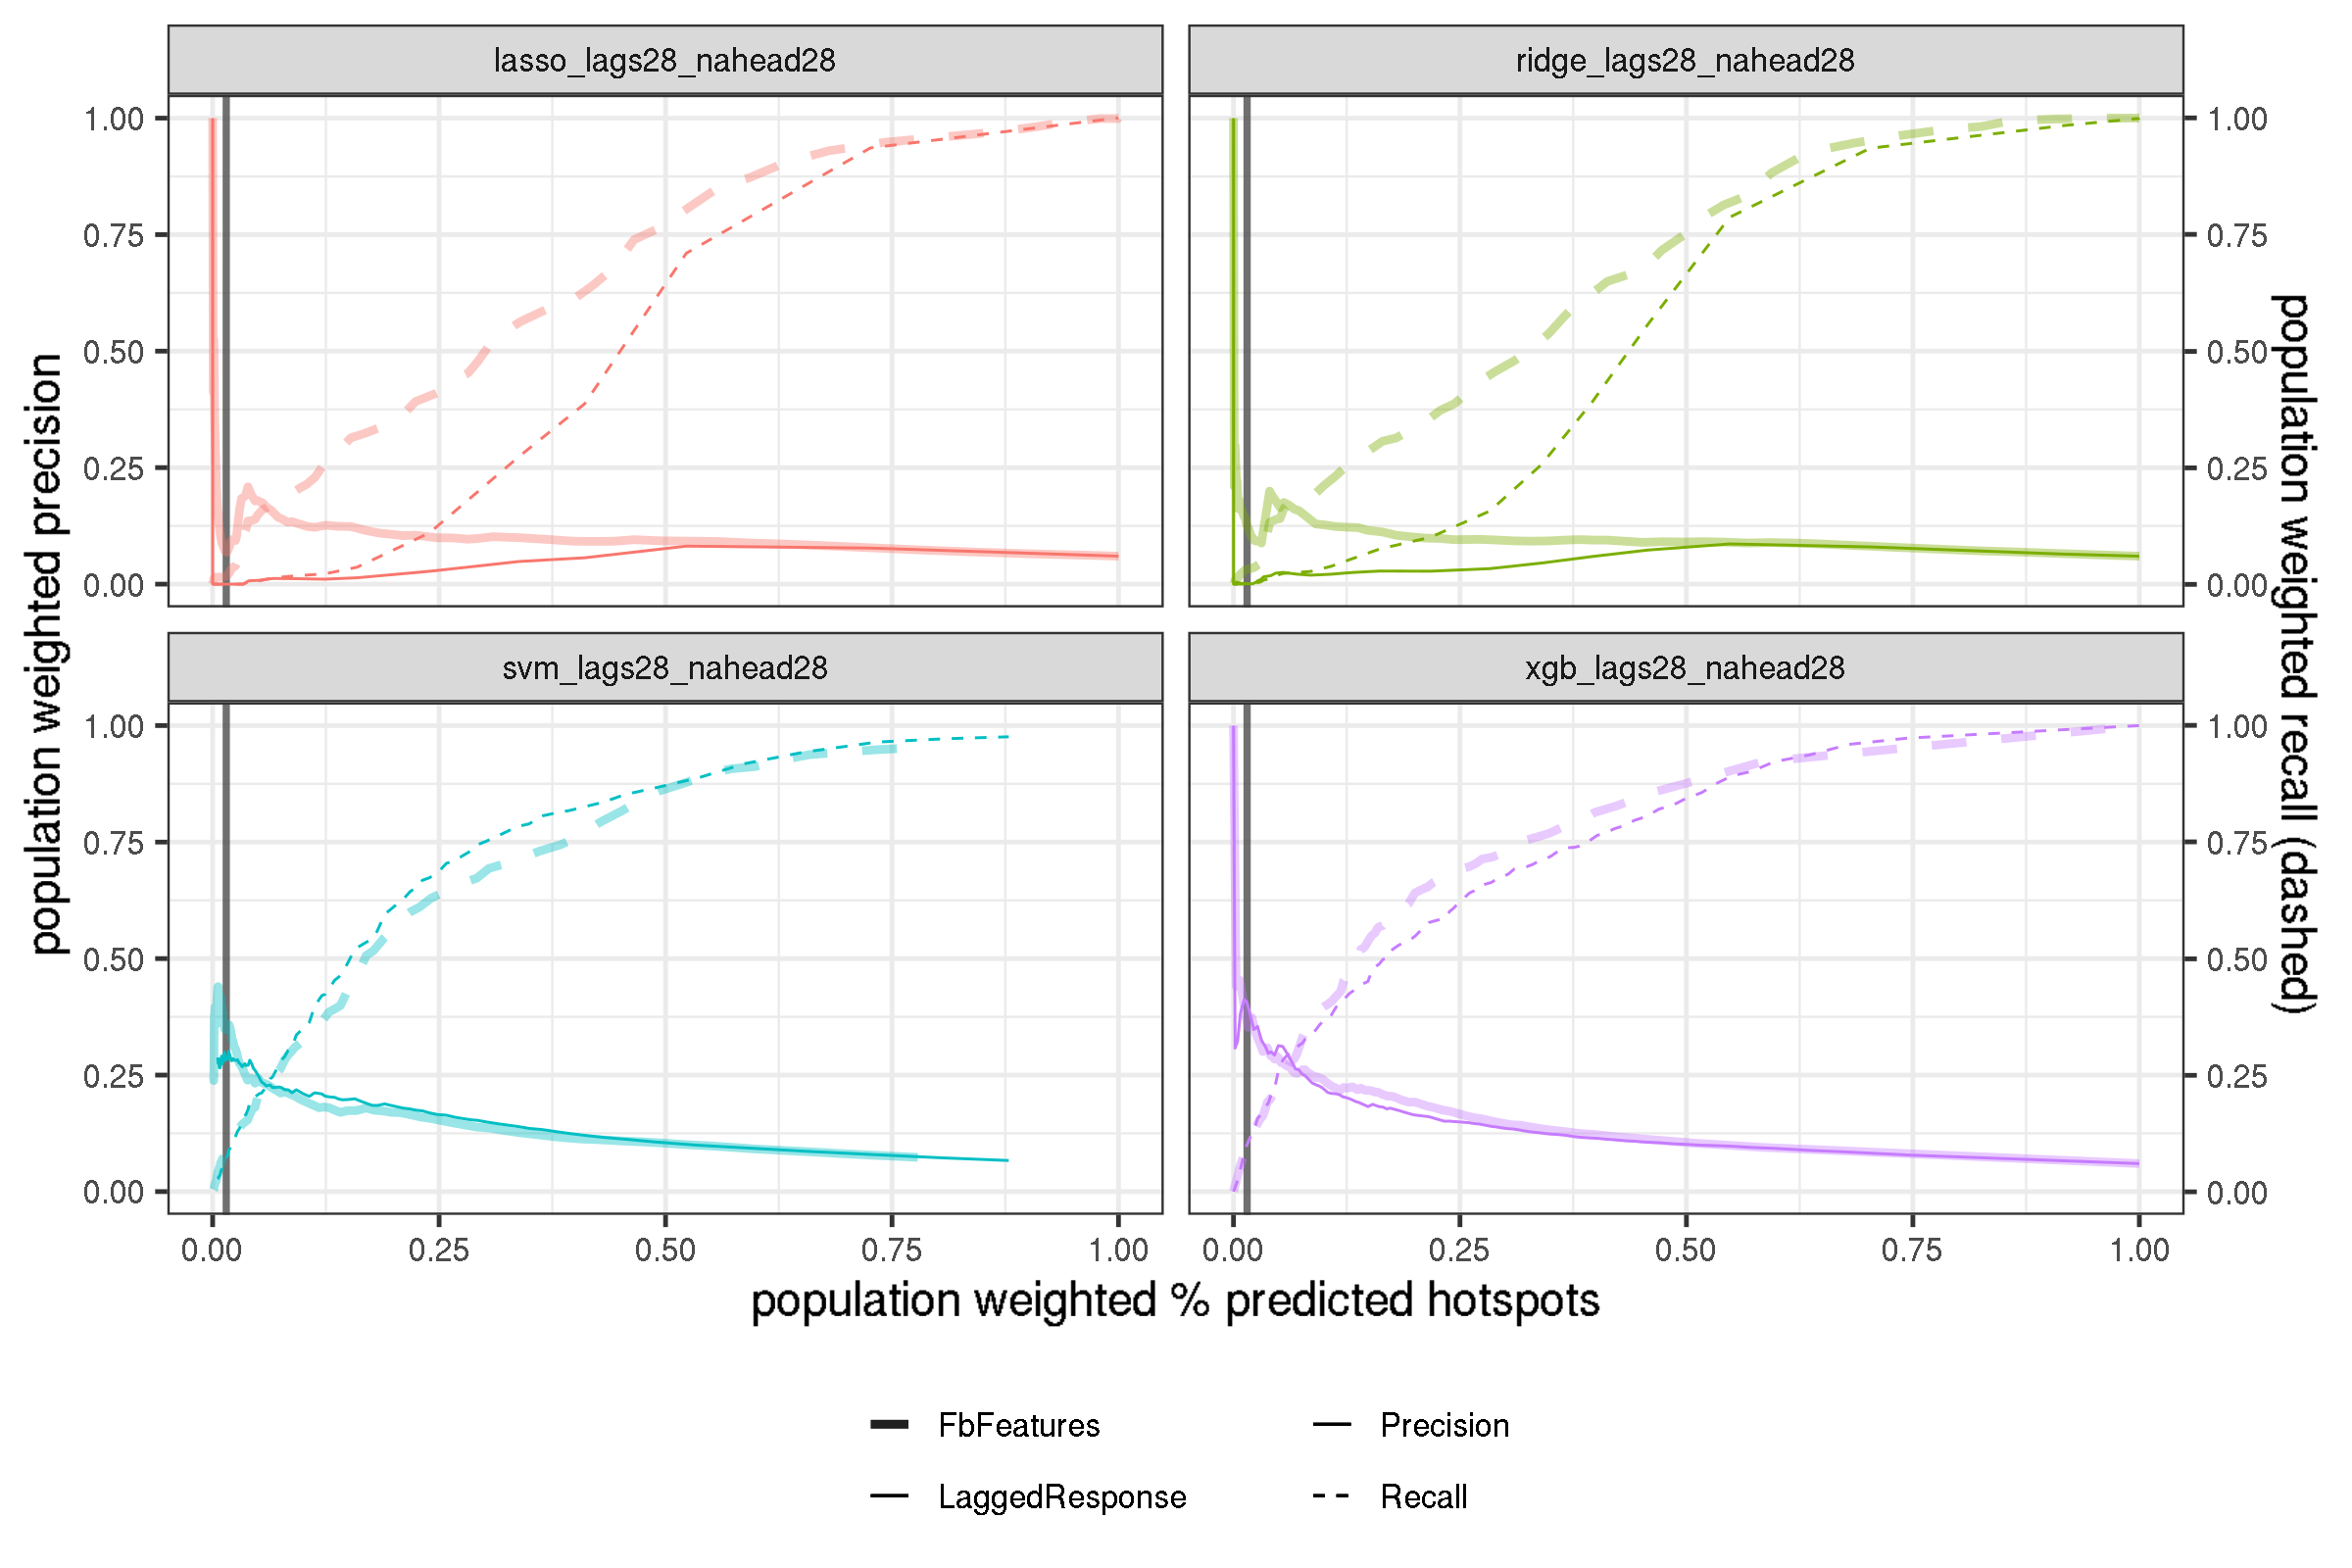 lasso_lags28_nahead28
ridge_lags28_nahead28
1.00
0.75
0.50
0.25
0.00
1.00
0.75
0.50
0.25
0.00
svm_lags28_nahead28
xgb_lags28_nahead28
1.00
0.75
0.50
0.25
0.00
1.00
0.75
0.50
0.25
0.00
0.00 0.25 0.50 0.75 1.00
0.00 0.25 0.50 0.75 1.00
population weighted precision
population weighted recall (dashed)
population weighted % predicted hotspots
FbFeatures
Precision
LaggedResponse
Recall